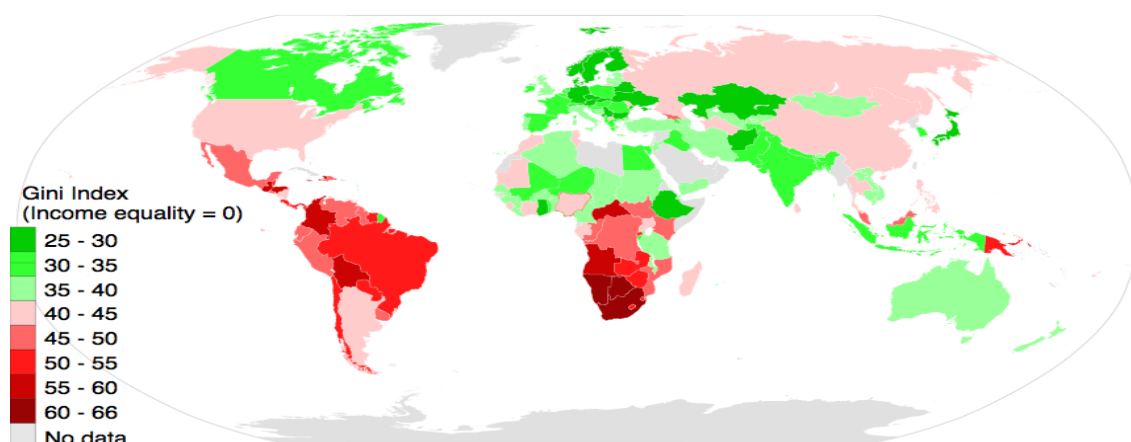 Gini Index
(Income equality = 0)
25 - 30
30 - 35
35 - 40
40 - 45
45 - 50
50 - 55
55 - 60
60 - 66
No data